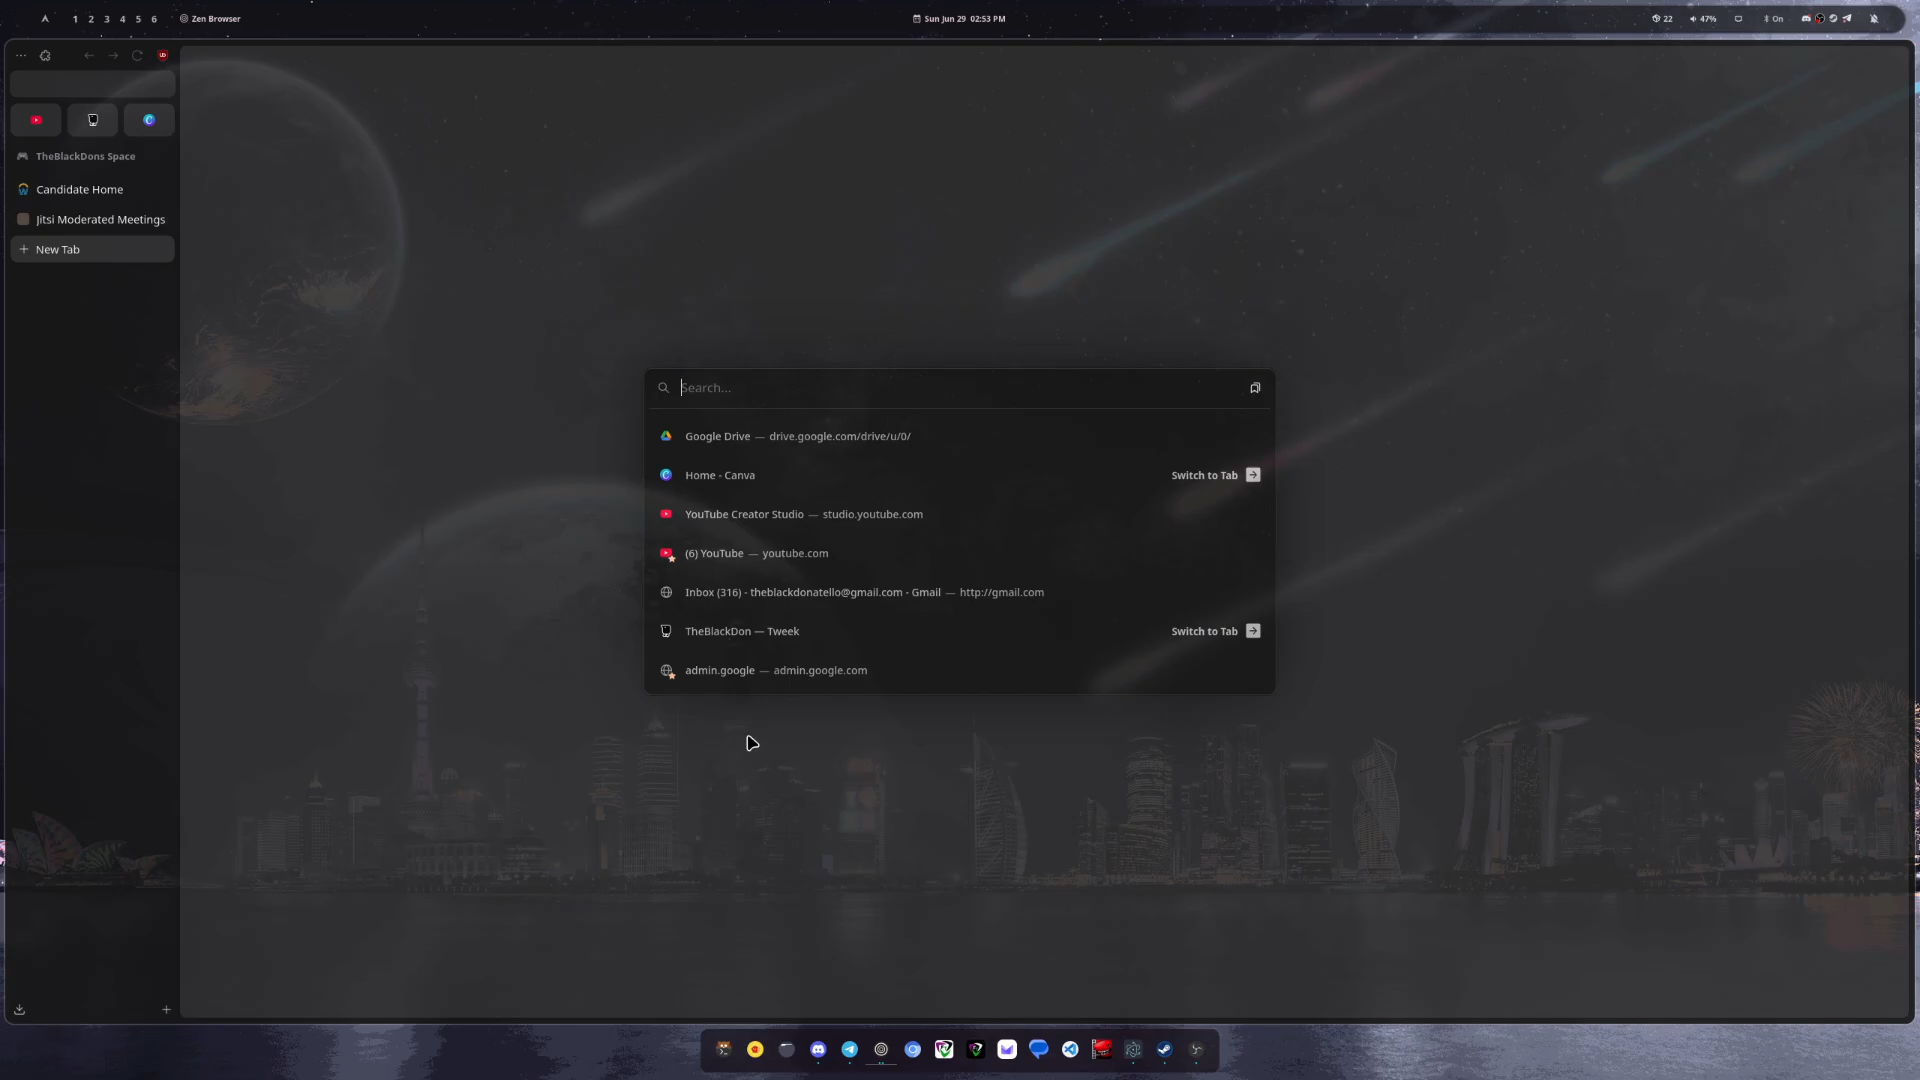 1 2 3 4 5 6 Zen Browser
Sun Jun 29 02:53 PM
22 47% On
TheBlackDons Space
Candidate Home
Jitsi Moderated Meetings
New Tab
Search...
Google Drive — drive.google.com/drive/u/0/
Home - Canva Switch to Tab
YouTube Creator Studio — studio.youtube.com
(6) YouTube — youtube.com
Inbox (316) - theblackdonatello@gmail.com - Gmail — http://gmail.com
TheBlackDon — Tweek Switch to Tab
admin.google — admin.google.com